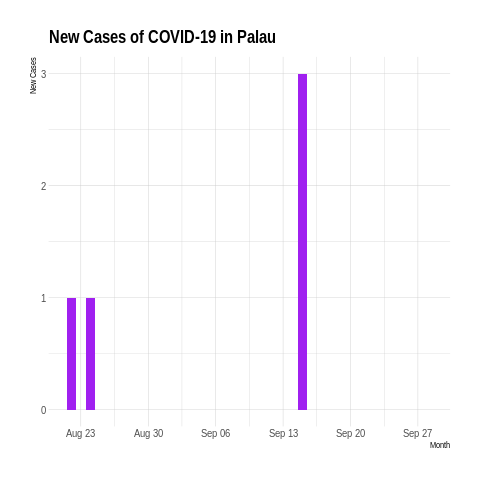 New Cases of COVID-19 in Palau
New Cases
3
2
1
0
Aug 23 Aug 30 Sep 06 Sep 13 Sep 20 Sep 27
Month